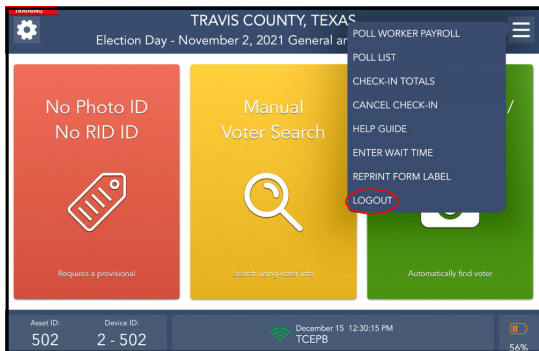 TRAINING
TRAVIS COUNTY, TEXAS
Election Day - November 2, 2021 General an
POLL WORKER PAYROLL
POLL LIST
CHECK-IN TOTALS
CANCEL CHECK-IN
HELP GUIDE
ENTER WAIT TIME
REPRINT FORM LABEL
LOGOUT
No Photo ID
No RID ID
Requires a provisional
Manual
Voter Search
Search using voter info
/
Automatically find voter
Asset ID:
502
Device ID:
2 - 502
December 15 12:30:15 PM
TCEPB
56%